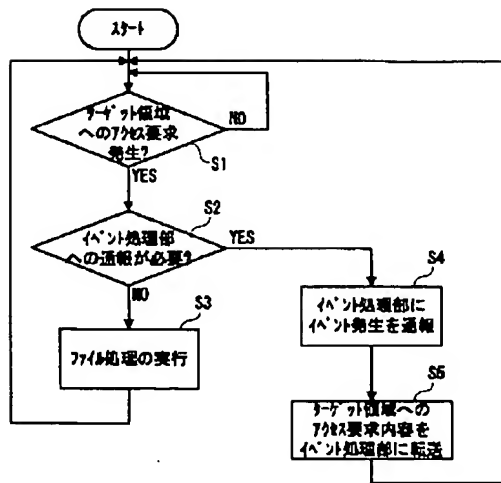 スタート
ターゲット領域
へのアクセス要求
発生?
NO
S1
YES
S2
イベント処理部
への通報が必要?
YES
NO
S3
ファイル処理の実行
S4
イベント処理部に
イベント発生を通報
S5
ターゲット領域への
アクセス要求内容を
イベント処理部に転送